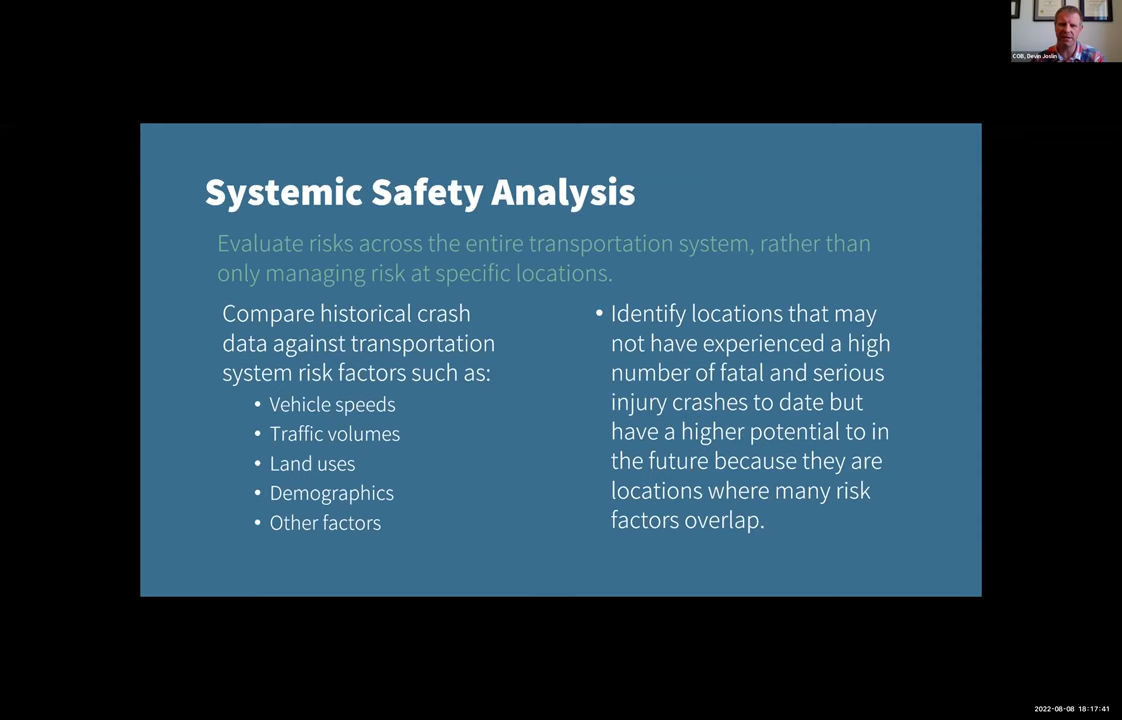 COB, Devin Joslin
Systemic Safety Analysis
Evaluate risks across the entire transportation system, rather than
only managing risk at specific locations.
Compare historical crash
data against transportation
system risk factors such as:
• Vehicle speeds
• Traffic volumes
• Land uses
• Demographics
• Other factors
• Identify locations that may
not have experienced a high
number of fatal and serious
injury crashes to date but
have a higher potential to in
the future because they are
locations where many risk
factors overlap.
2022-08-08 18:17:41